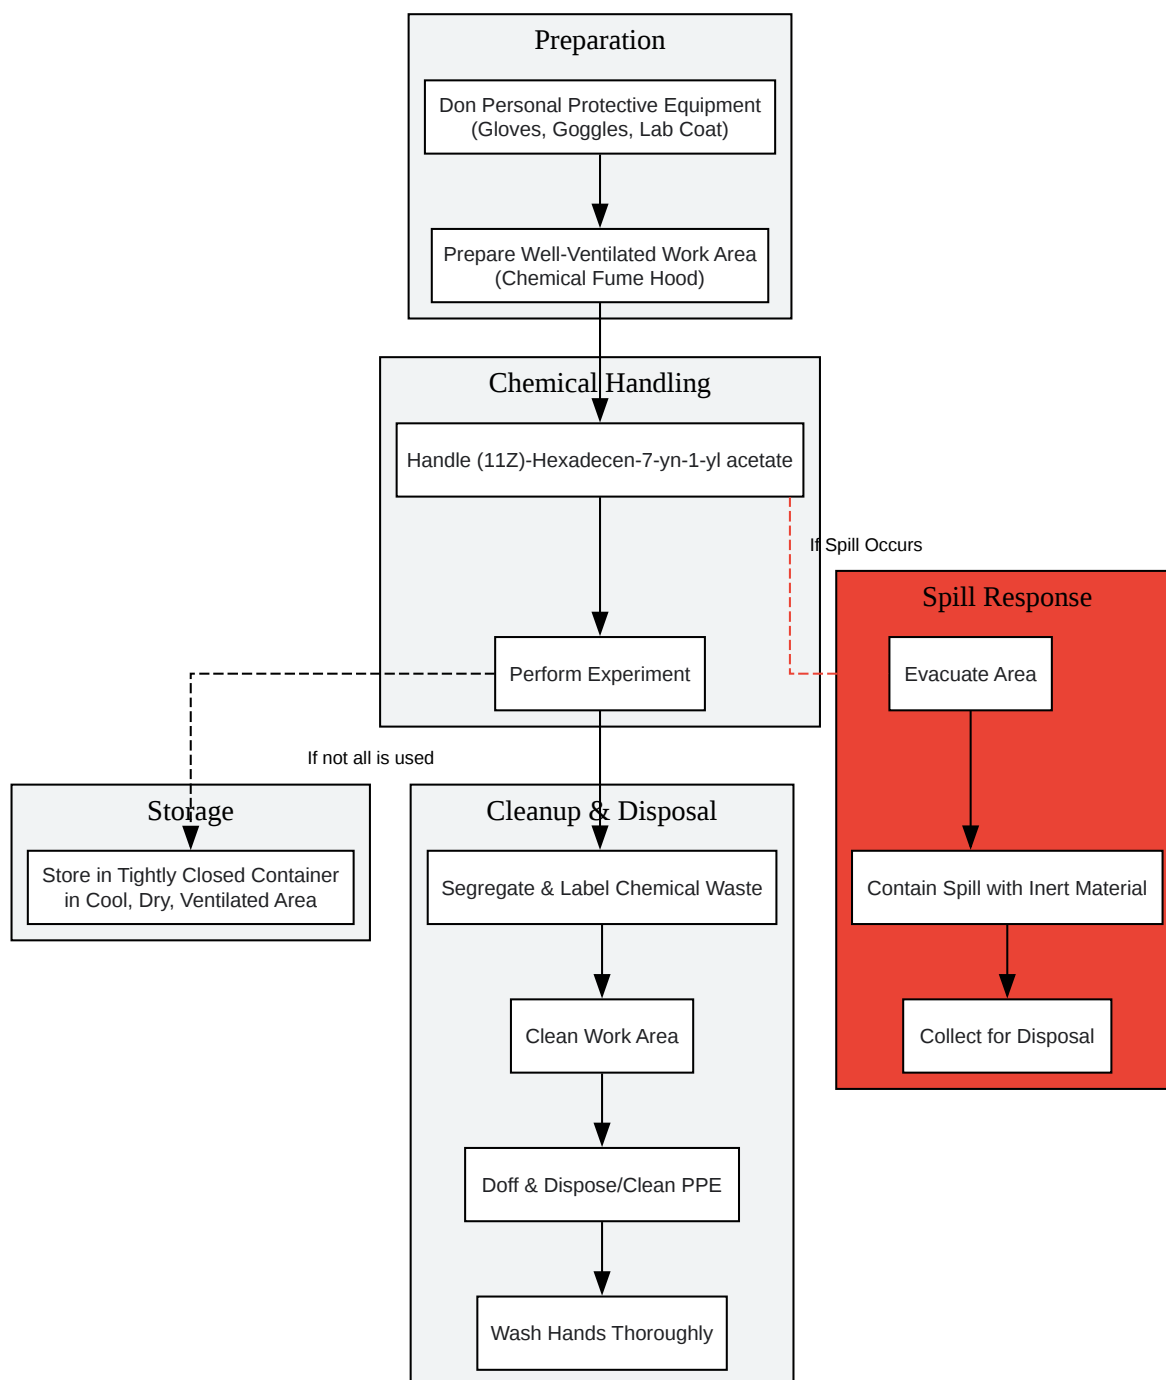 Preparation
Don Personal Protective Equipment
(Gloves, Goggles, Lab Coat)
Prepare Well-Ventilated Work Area
(Chemical Fume Hood)
Chemical Handling
Handle (11Z)-Hexadecen-7-yn-1-yl acetate
If Spill Occurs
Perform Experiment
If not all is used
Spill Response
Evacuate Area
Contain Spill with Inert Material
Collect for Disposal
Storage
Store in Tightly Closed Container
in Cool, Dry, Ventilated Area
Cleanup & Disposal
Segregate & Label Chemical Waste
Clean Work Area
Doff & Dispose/Clean PPE
Wash Hands Thoroughly